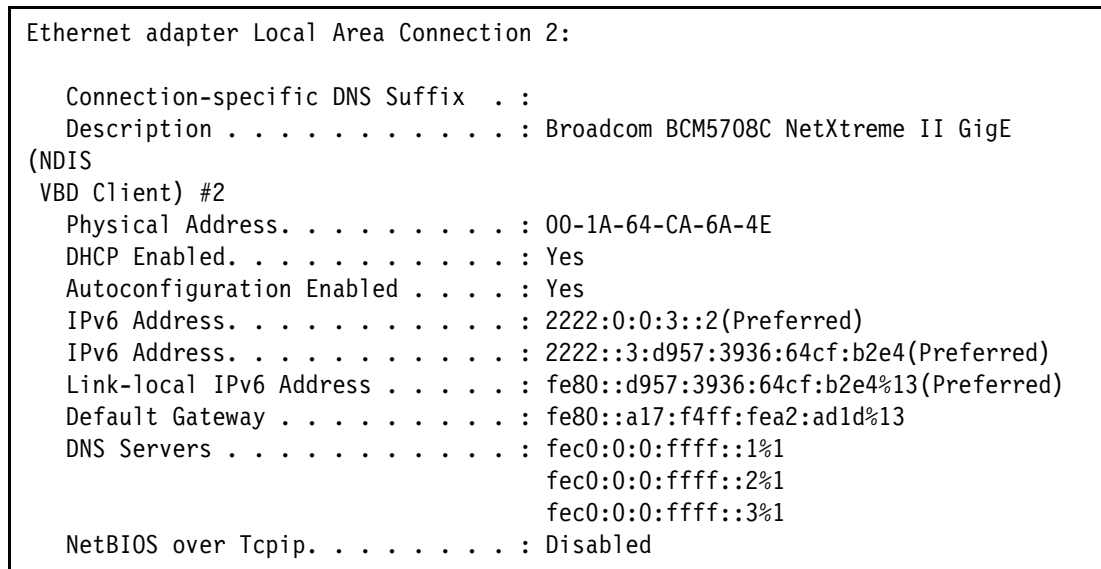 Ethernet adapter Local Area Connection 2:
Connection-specific DNS Suffix  . :
Description . . . . . . . . . . . : Broadcom BCM5708C NetXtreme II GigE
(NDIS
VBD Client) #2
Physical Address. . . . . . . . . : 00-1A-64-CA-6A-4E
DHCP Enabled. . . . . . . . . . . : Yes
Autoconfiguration Enabled . . . . : Yes
IPv6 Address. . . . . . . . . . . : 2222:0:0:3::2(Preferred)
IPv6 Address. . . . . . . . . . . : 2222::3:d957:3936:64cf:b2e4(Preferred)
Link-local IPv6 Address . . . . . : fe80::d957:3936:64cf:b2e4%13(Preferred)
Default Gateway . . . . . . . . . : fe80::a17:f4ff:fea2:ad1d%13
DNS Servers . . . . . . . . . . . : fec0:0:0:ffff::1%1
fec0:0:0:ffff::2%1
fec0:0:0:ffff::3%1
NetBIOS over Tcpip. . . . . . . . : Disabled